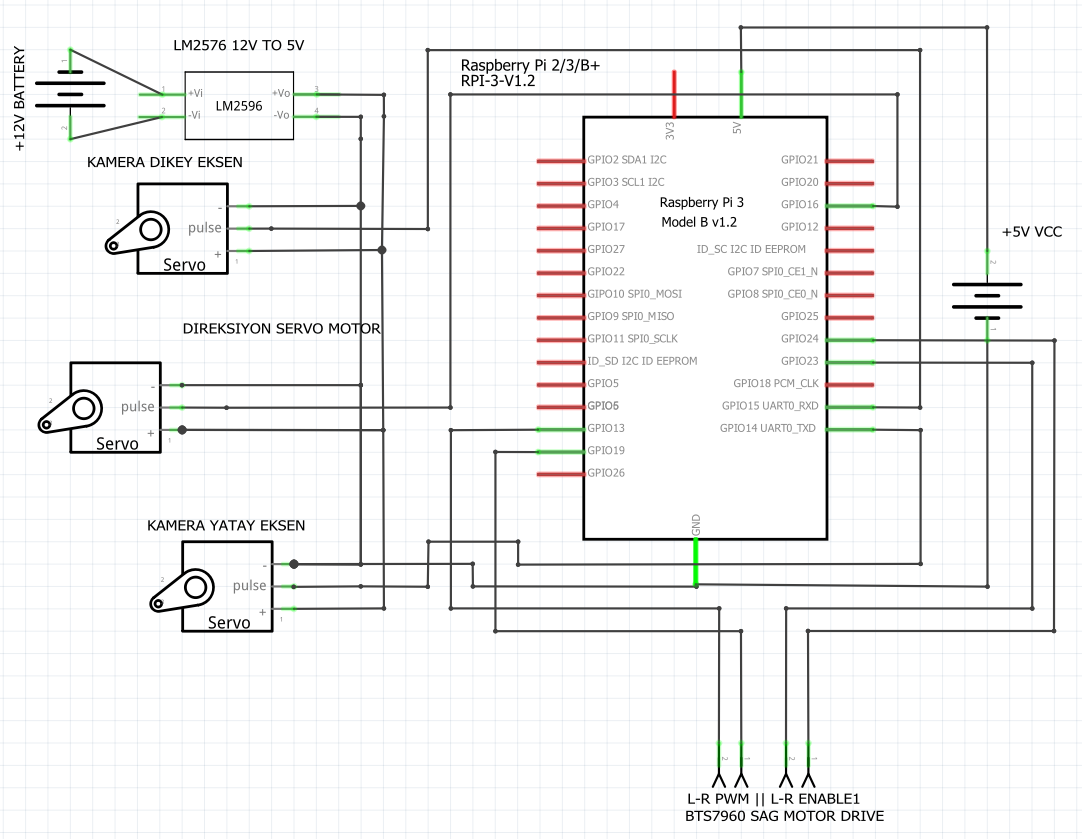 LM2576 12V TO 5V
+12V BATTERY
1
2
+Vi
-Vi
LM2596
+Vo
-Vo
1
2
3
4
KAMERA DIKEY EKSEN
2
-
pulse
+
1
Servo
DIREKSIYON SERVO MOTOR
2
-
pulse
+
1
Servo
KAMERA YATAY EKSEN
2
-
pulse
+
1
Servo
Raspberry Pi 2/3/B+
RPI-3-V1.2
3V3
5V
GPIO2 SDA1 I2C
GPIO3 SCL1 I2C
GPIO4
GPIO17
GPIO27
GPIO22
GIPO10 SPI0_MOSI
GPIO9 SPI0_MISO
GPIO11 SPI0_SCLK
ID_SD I2C ID EEPROM
GPIO5
GPIO13
GPIO19
GPIO26
Raspberry Pi 3
Model B v1.2
GPIO21
GPIO20
GPIO16
GPIO12
ID_SC I2C ID EEPROM
GPIO7 SPI0_CE1_N
GPIO8 SPI0_CE0_N
GPIO25
GPIO24
GPIO23
GPIO18 PCM_CLK
GPIO15 UART0_RXD
GPIO14 UART0_TXD
GND
+5V VCC
2
1
2
1
2
1
L-R PWM || L-R ENABLE1
BTS7960 SAG MOTOR DRIVE